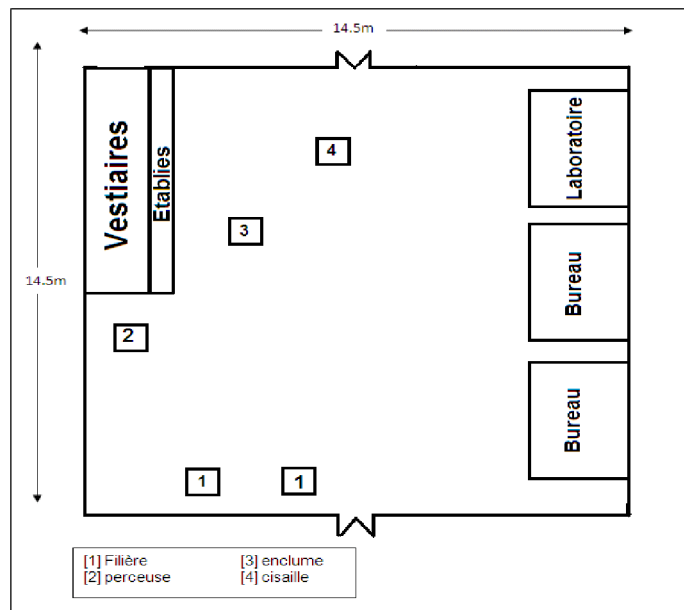 14.5m
14.5m
Vestiaires
Etablies
Laboratoire
Bureau
Bureau
4
3
2
1
1
[1] Filière [3] enclume
[2] perceuse [4] cisaille